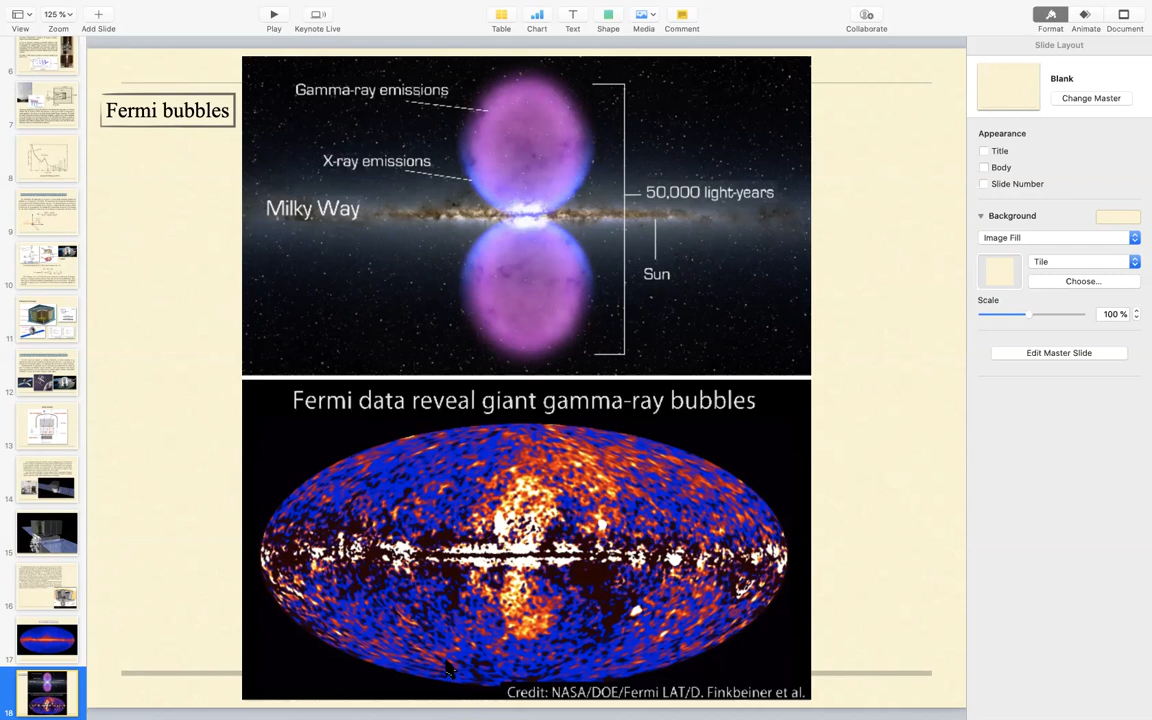 125 %
View
Zoom
Add Slide
Play
Keynote Live
Table
Chart
Text
Shape
Media
Comment
Collaborate
Format
Animate
Document
6
7
8
9
10
11
12
13
14
15
16
17
18
Fermi bubbles
Gamma-ray emissions
X-ray emissions
Milky Way
50,000 light-years
Sun
Fermi data reveal giant gamma-ray bubbles
Credit: NASA/DOE/Fermi LAT/D. Finkbeiner et al.
Slide Layout
Blank
Change Master
Appearance
Title
Body
Slide Number
Background
Image Fill
Tile
Choose...
Scale
100 %
Edit Master Slide